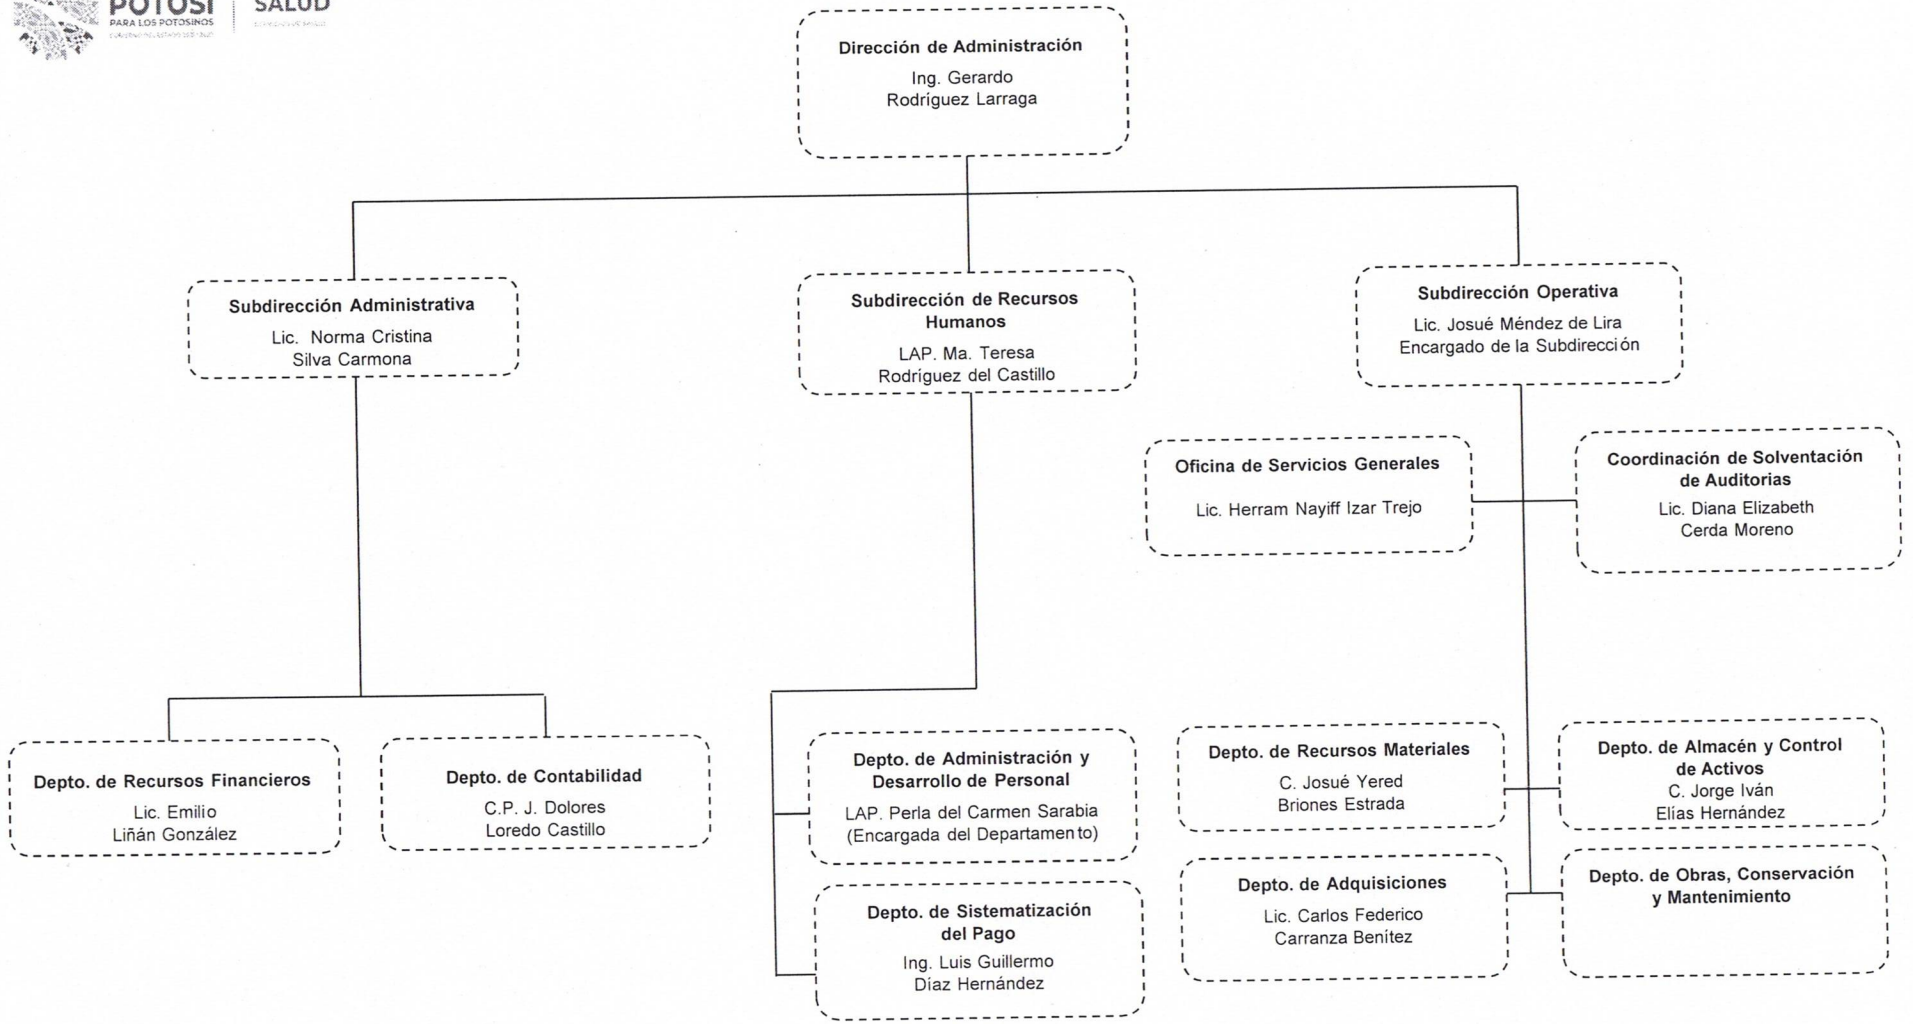 POTOSÍ
PARA LOS POTOSINOS
SALUD
Dirección de Administración
Ing. Gerardo
Rodríguez Larraga
Subdirección Administrativa
Lic. Norma Cristina
Silva Carmona
Subdirección de Recursos
Humanos
LAP. Ma. Teresa
Rodríguez del Castillo
Subdirección Operativa
Lic. Josué Méndez de Lira
Encargado de la Subdirección
Oficina de Servicios Generales
Lic. Herram Nayiff Izar Trejo
Coordinación de Solventación
de Auditorias
Lic. Diana Elizabeth
Cerda Moreno
Depto. de Recursos Financieros
Lic. Emilio
Liñán González
Depto. de Contabilidad
C.P. J. Dolores
Loredo Castillo
Depto. de Administración y
Desarrollo de Personal
LAP. Perla del Carmen Sarabia
(Encargada del Departamento)
Depto. de Sistematización
del Pago
Ing. Luis Guillermo
Díaz Hernández
Depto. de Recursos Materiales
C. Josué Yered
Briones Estrada
Depto. de Almacén y Control
de Activos
C. Jorge Iván
Elías Hernández
Depto. de Adquisiciones
Lic. Carlos Federico
Carranza Benítez
Depto. de Obras, Conservación
y Mantenimiento